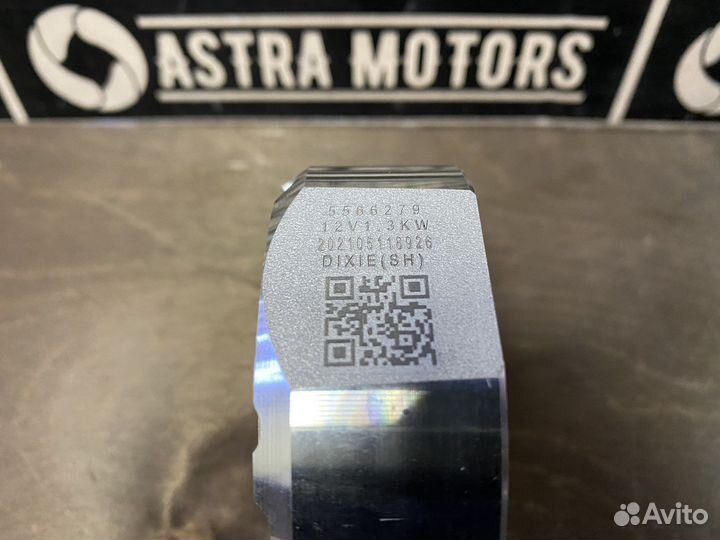 ASTRA MOTORS
5566279
12V1.3KW
202105116926
DIXIE(SH)
Avito